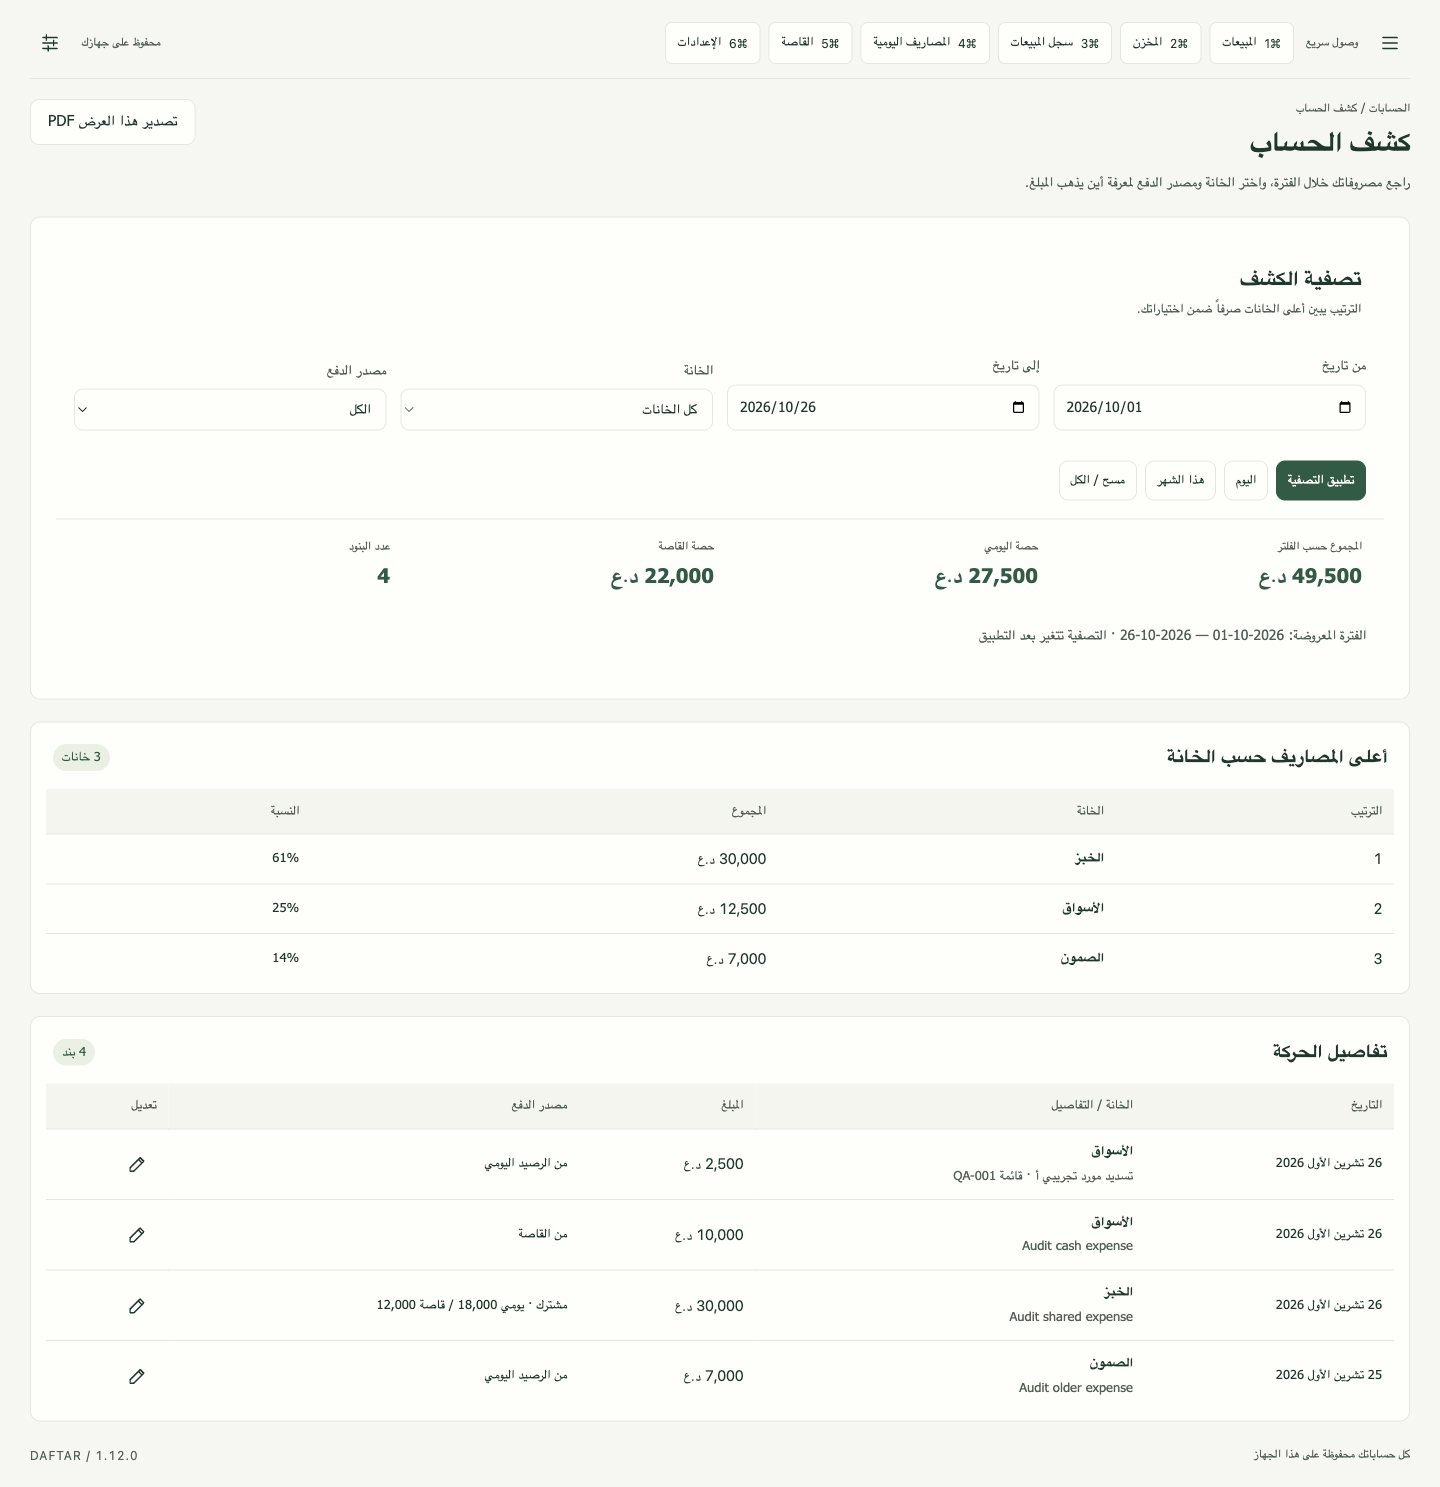 وصول سريع
⌘1 المبيعات
⌘2 المخزن
⌘3 سجل المبيعات
⌘4 المصاريف اليومية
⌘5 القاصة
⌘6 الإعدادات
محفوظ على جهازك
الحسابات / كشف الحساب
كشف الحساب
راجع مصروفاتك خلال الفترة، واختر الخانة ومصدر الدفع لمعرفة أين يذهب المبلغ.
تصدير هذا العرض PDF
تصفية الكشف
الترتيب يبين أعلى الخانات صرفاً ضمن اختياراتك.
من تاريخ
2026/10/01
إلى تاريخ
2026/10/26
الخانة
كل الخانات
مصدر الدفع
الكل
تطبيق التصفية
اليوم
هذا الشهر
مسح / الكل
المجموع حسب الفلتر
49,500 د.ع
حصة اليومي
27,500 د.ع
حصة القاصة
22,000 د.ع
عدد البنود
4
الفترة المعروضة: 2026-10-01 — 2026-10-26 · التصفية تتغير بعد التطبيق
أعلى المصاريف حسب الخانة
3 خانات
الترتيب الخانة المجموع النسبة
1 الخبز 30,000 د.ع 61%
2 الأسواق 12,500 د.ع 25%
3 الصمون 7,000 د.ع 14%
تفاصيل الحركة
4 بند
التاريخ الخانة / التفاصيل المبلغ مصدر الدفع تعديل
26 تشرين الأول 2026 الأسواق 2,500 د.ع من الرصيد اليومي
تسديد مورد تجريبي أ · قائمة QA-001
26 تشرين الأول 2026 الأسواق 10,000 د.ع من القاصة
Audit cash expense
26 تشرين الأول 2026 الخبز 30,000 د.ع مشترك · يومي 18,000 / قاصة 12,000
Audit shared expense
25 تشرين الأول 2026 الصمون 7,000 د.ع من الرصيد اليومي
Audit older expense
كل حساباتك محفوظة على هذا الجهاز
DAFTAR / 1.12.0